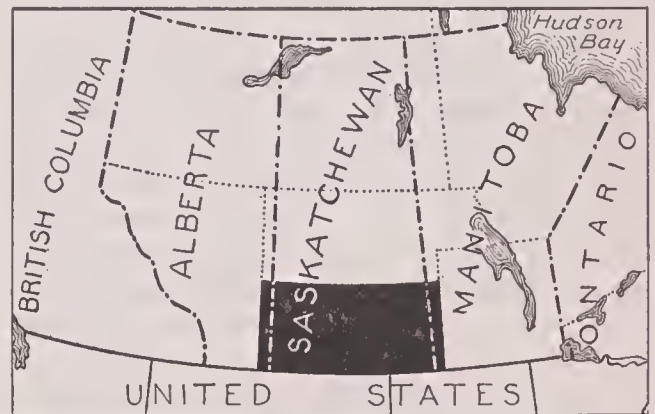 Hudson
Bay
BRITISH COLUMBIA
ALBERTA
SASKATCHEWAN
MANITOBA
ONTARIO
UNITED STATES